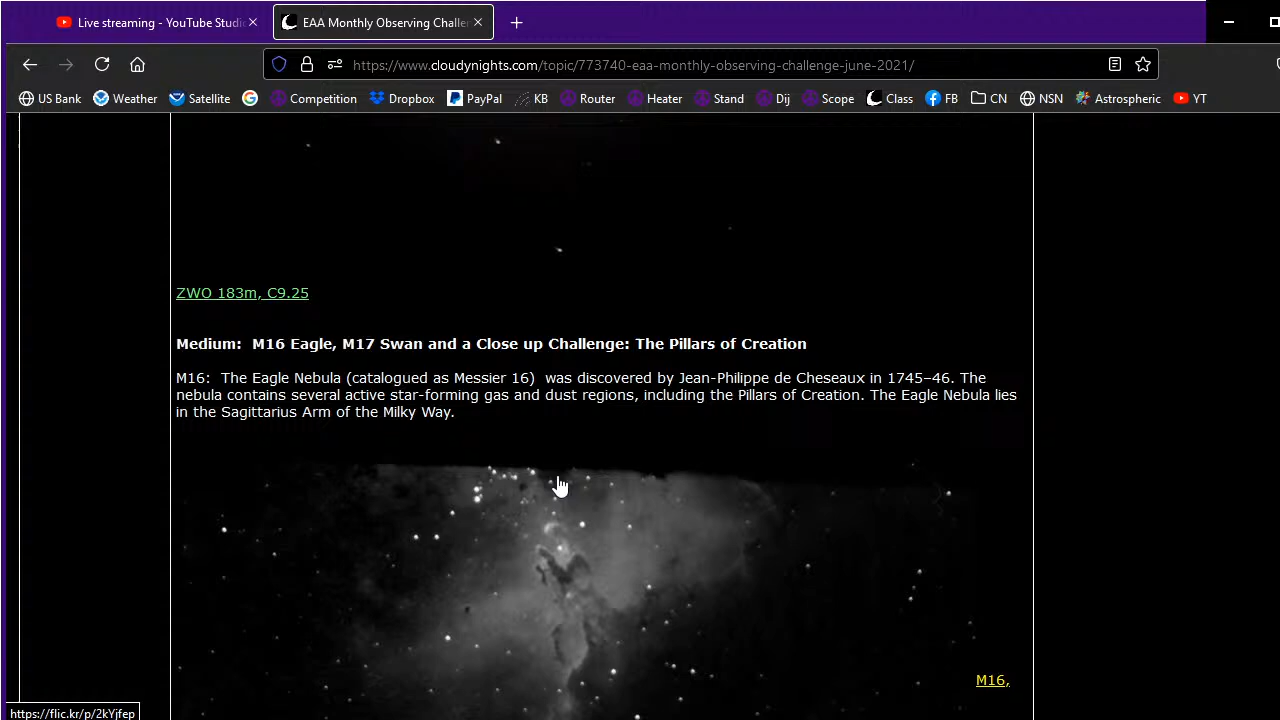 Live streaming - YouTube Studio
EAA Monthly Observing Challen
https://www.cloudynights.com/topic/773740-eaa-monthly-observing-challenge-june-2021/
US Bank Weather Satellite Competition Dropbox PayPal KB Router Heater Stand Dij Scope Class FB CN NSN Astrospheric YT
ZWO 183m, C9.25
Medium: M16 Eagle, M17 Swan and a Close up Challenge: The Pillars of Creation
M16: The Eagle Nebula (catalogued as Messier 16) was discovered by Jean-Philippe de Cheseaux in 1745–46. The
nebula contains several active star-forming gas and dust regions, including the Pillars of Creation. The Eagle Nebula lies
in the Sagittarius Arm of the Milky Way.
M16,
https://flic.kr/p/2kYjfep